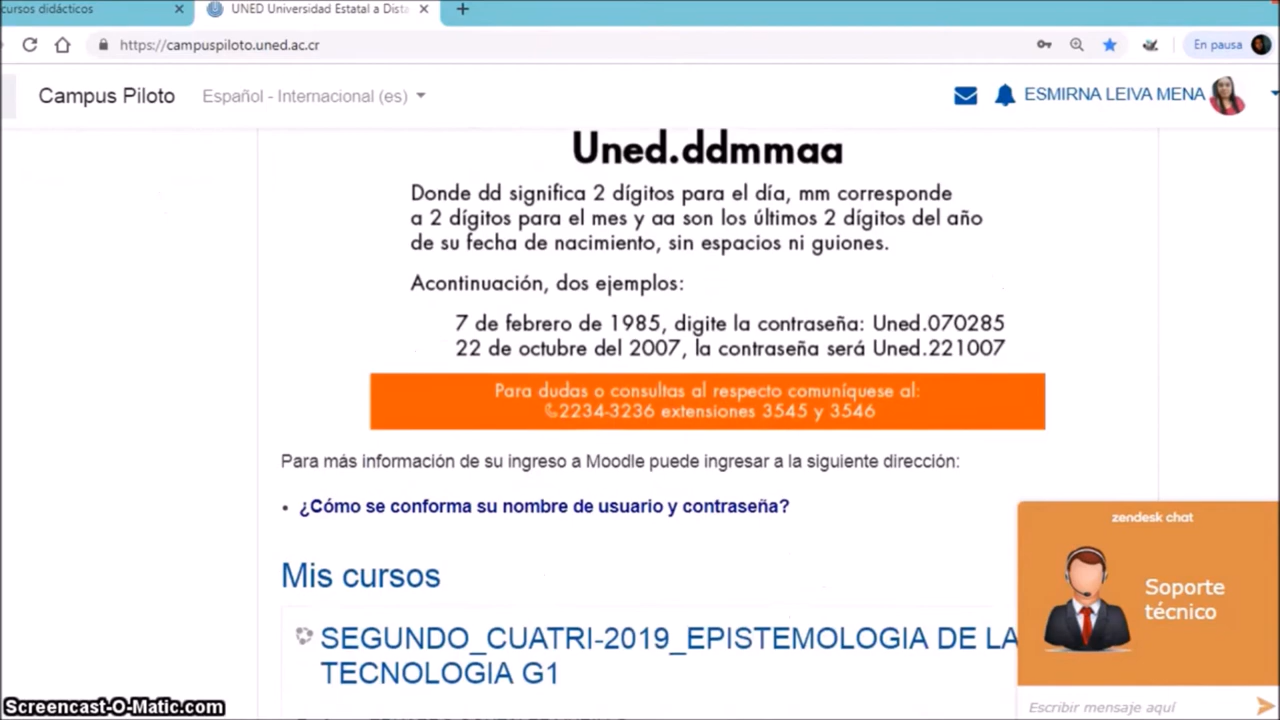 cursos didácticos
UNED Universidad Estatal a Dista
https://campuspiloto.uned.ac.cr
En pausa
Campus Piloto
Español - Internacional (es)
ESMIRNA LEIVA MENA
Uned.ddmmaa
Donde dd significa 2 dígitos para el día, mm corresponde
a 2 dígitos para el mes y aa son los últimos 2 dígitos del año
de su fecha de nacimiento, sin espacios ni guiones.
Acontinuación, dos ejemplos:
7 de febrero de 1985, digite la contraseña: Uned.070285
22 de octubre del 2007, la contraseña será Uned.221007
Para dudas o consultas al respecto comuníquese al:
2234-3236 extensiones 3545 y 3546
Para más información de su ingreso a Moodle puede ingresar a la siguiente dirección:
• ¿Cómo se conforma su nombre de usuario y contraseña?
Mis cursos
SEGUNDO_CUATRI-2019_EPISTEMOLOGIA DE LA
TECNOLOGIA G1
zendesk chat
Soporte
técnico
Escribir mensaje aquí
Screencast-O-Matic.com